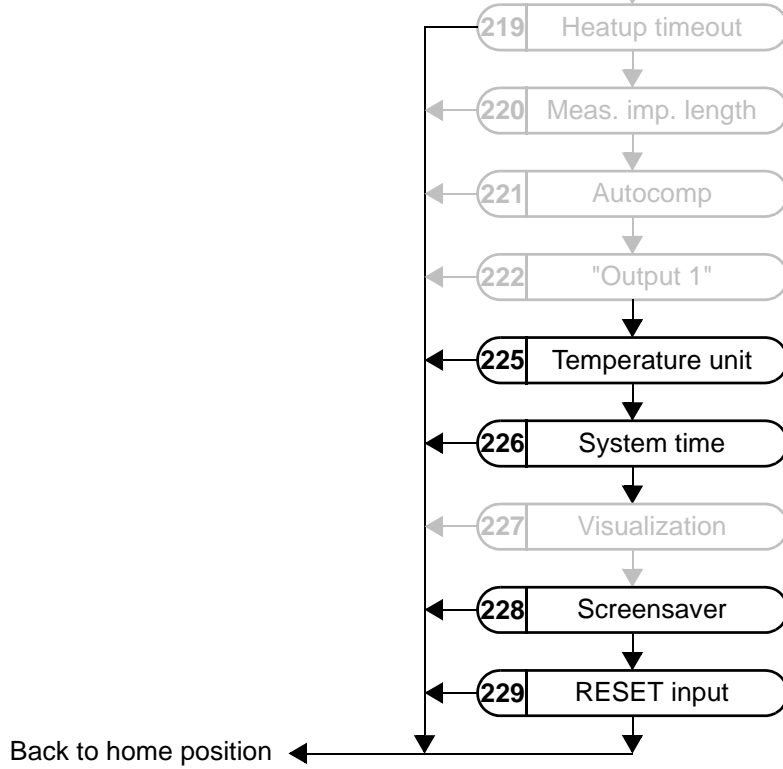 219 Heatup timeout
220 Meas. imp. length
221 Autocomp
222 "Output 1"
225 Temperature unit
226 System time
227 Visualization
228 Screensaver
229 RESET input
Back to home position